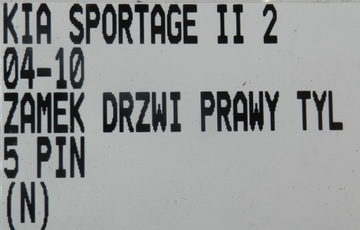 KIA SPORTAGE II 2
04-10
ZAMEK DRZWI PRAWY TYL
5 PIN
(N)